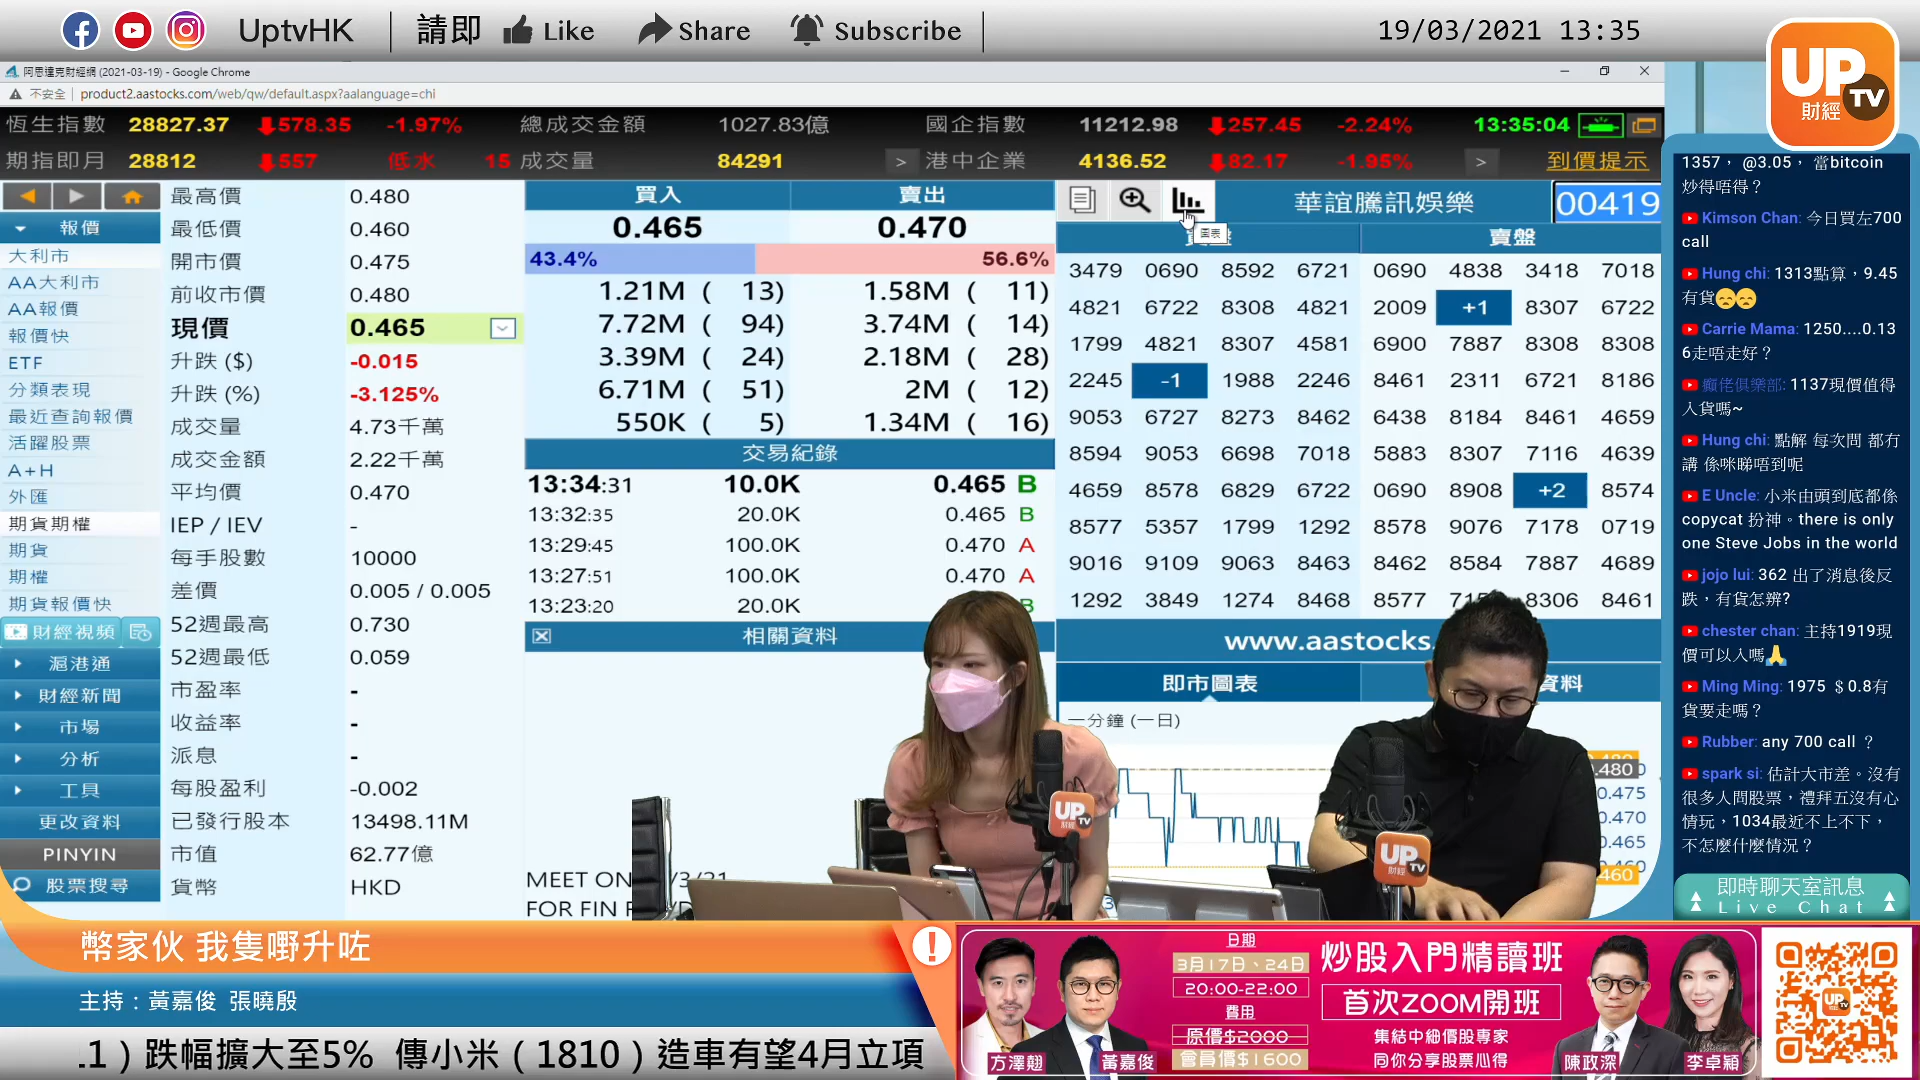 UptvHK 請即 Like Share Subscribe
19/03/2021 13:35
UP TV 財經
阿思達克財經網 (2021-03-19) - Google Chrome
不安全 product2.aastocks.com/web/qw/default.aspx?aalanguage=chi
恆生指數 28827.37 578.35 -1.97% 總成交金額 1027.83億 國企指數 11212.98 257.45 -2.24% 13:35:04
期指即月 28812 557 低水 15 成交量 84291 > 港中企業 4136.52 82.17 -1.95% > 到價提示
報價
大利市
AA大利市
AA報價
報價快
ETF
分類表現
最近查詢報價
活躍股票
A+H
外匯
期貨期權
期貨
期權
期貨報價快
財經視頻
滬港通
財經新聞
市場
分析
工具
更改資料
PINYIN
股票搜尋
最高價 0.480
最低價 0.460
開市價 0.475
前收市價 0.480
現價 0.465
升跌 ($) -0.015
升跌 (%) -3.125%
成交量 4.73千萬
成交金額 2.22千萬
平均價 0.470
IEP / IEV -
每手股數 10000
差價 0.005 / 0.005
52週最高 0.730
52週最低 0.059
市盈率 -
收益率 -
派息 -
每股盈利 -0.002
已發行股本 13498.11M
市值 62.77億
貨幣 HKD
買入 賣出
0.465 0.470
43.4% 56.6%
1.21M ( 13) 1.58M ( 11)
7.72M ( 94) 3.74M ( 14)
3.39M ( 24) 2.18M ( 28)
6.71M ( 51) 2M ( 12)
550K ( 5) 1.34M ( 16)
交易紀錄
13:34:31 10.0K 0.465 B
13:32:35 20.0K 0.465 B
13:29:45 100.0K 0.470 A
13:27:51 100.0K 0.470 A
13:23:20 20.0K B
相關資料
MEET ON
FOR FIN
華誼騰訊娛樂 00419
圖表
賣盤
3479 0690 8592 6721 0690 4838 3418 7018
4821 6722 8308 4821 2009 +1 8307 6722
1799 4821 8307 4581 6900 7887 8308 8308
2245 -1 1988 2246 8461 2311 6721 8186
9053 6727 8273 8462 6438 8184 8461 4659
8594 9053 6698 7018 5883 8307 7116 4639
4659 8578 6829 6722 0690 8908 +2 8574
8577 5357 1799 1292 8578 9076 7178 0719
9016 9109 9063 8463 8462 8584 7887 4689
1292 3849 1274 8468 8577 8306 8461
www.aastocks.
即市圖表 資料
一分鐘 (一日)
0.480
0.475
0.470
0.465
UP TV 財經
UP TV 財經
1357， @3.05， 當bitcoin
炒得唔得？
Kimson Chan: 今日買左700
call
Hung chi: 1313點算，9.45
有貨😞😞
Carrie Mama: 1250....0.13
6走唔走好？
癲佬俱樂部: 1137現價值得
入貨嗎~
Hung chi: 點解 每次問 都冇
講 係咪睇唔到呢
E Uncle: 小米由頭到底都係
copycat 扮神。there is only
one Steve Jobs in the world
jojo lui: 362 出了消息後反
跌，有貨怎辨?
chester chan: 主持1919現
價可以入嗎🙏
Ming Ming: 1975 ＄0.8有
貨要走嗎？
Rubber: any 700 call ？
spark si: 估計大市差。沒有
很多人問股票，禮拜五沒有心
情玩，1034最近不上不下，
不怎麼什麼情況？
即時聊天室訊息
Live Chat
幣家伙 我隻嘢升咗
主持：黃嘉俊 張曉殷
.1）跌幅擴大至5% 傳小米（1810）造車有望4月立項
日期
3月17日、24日
20:00-22:00
費用
原價$2000
會員價$1600
炒股入門精讀班
首次ZOOM開班
集結中細價股專家
同你分享股票心得
方澤翹 黃嘉俊 陳政深 李卓穎
UP TV